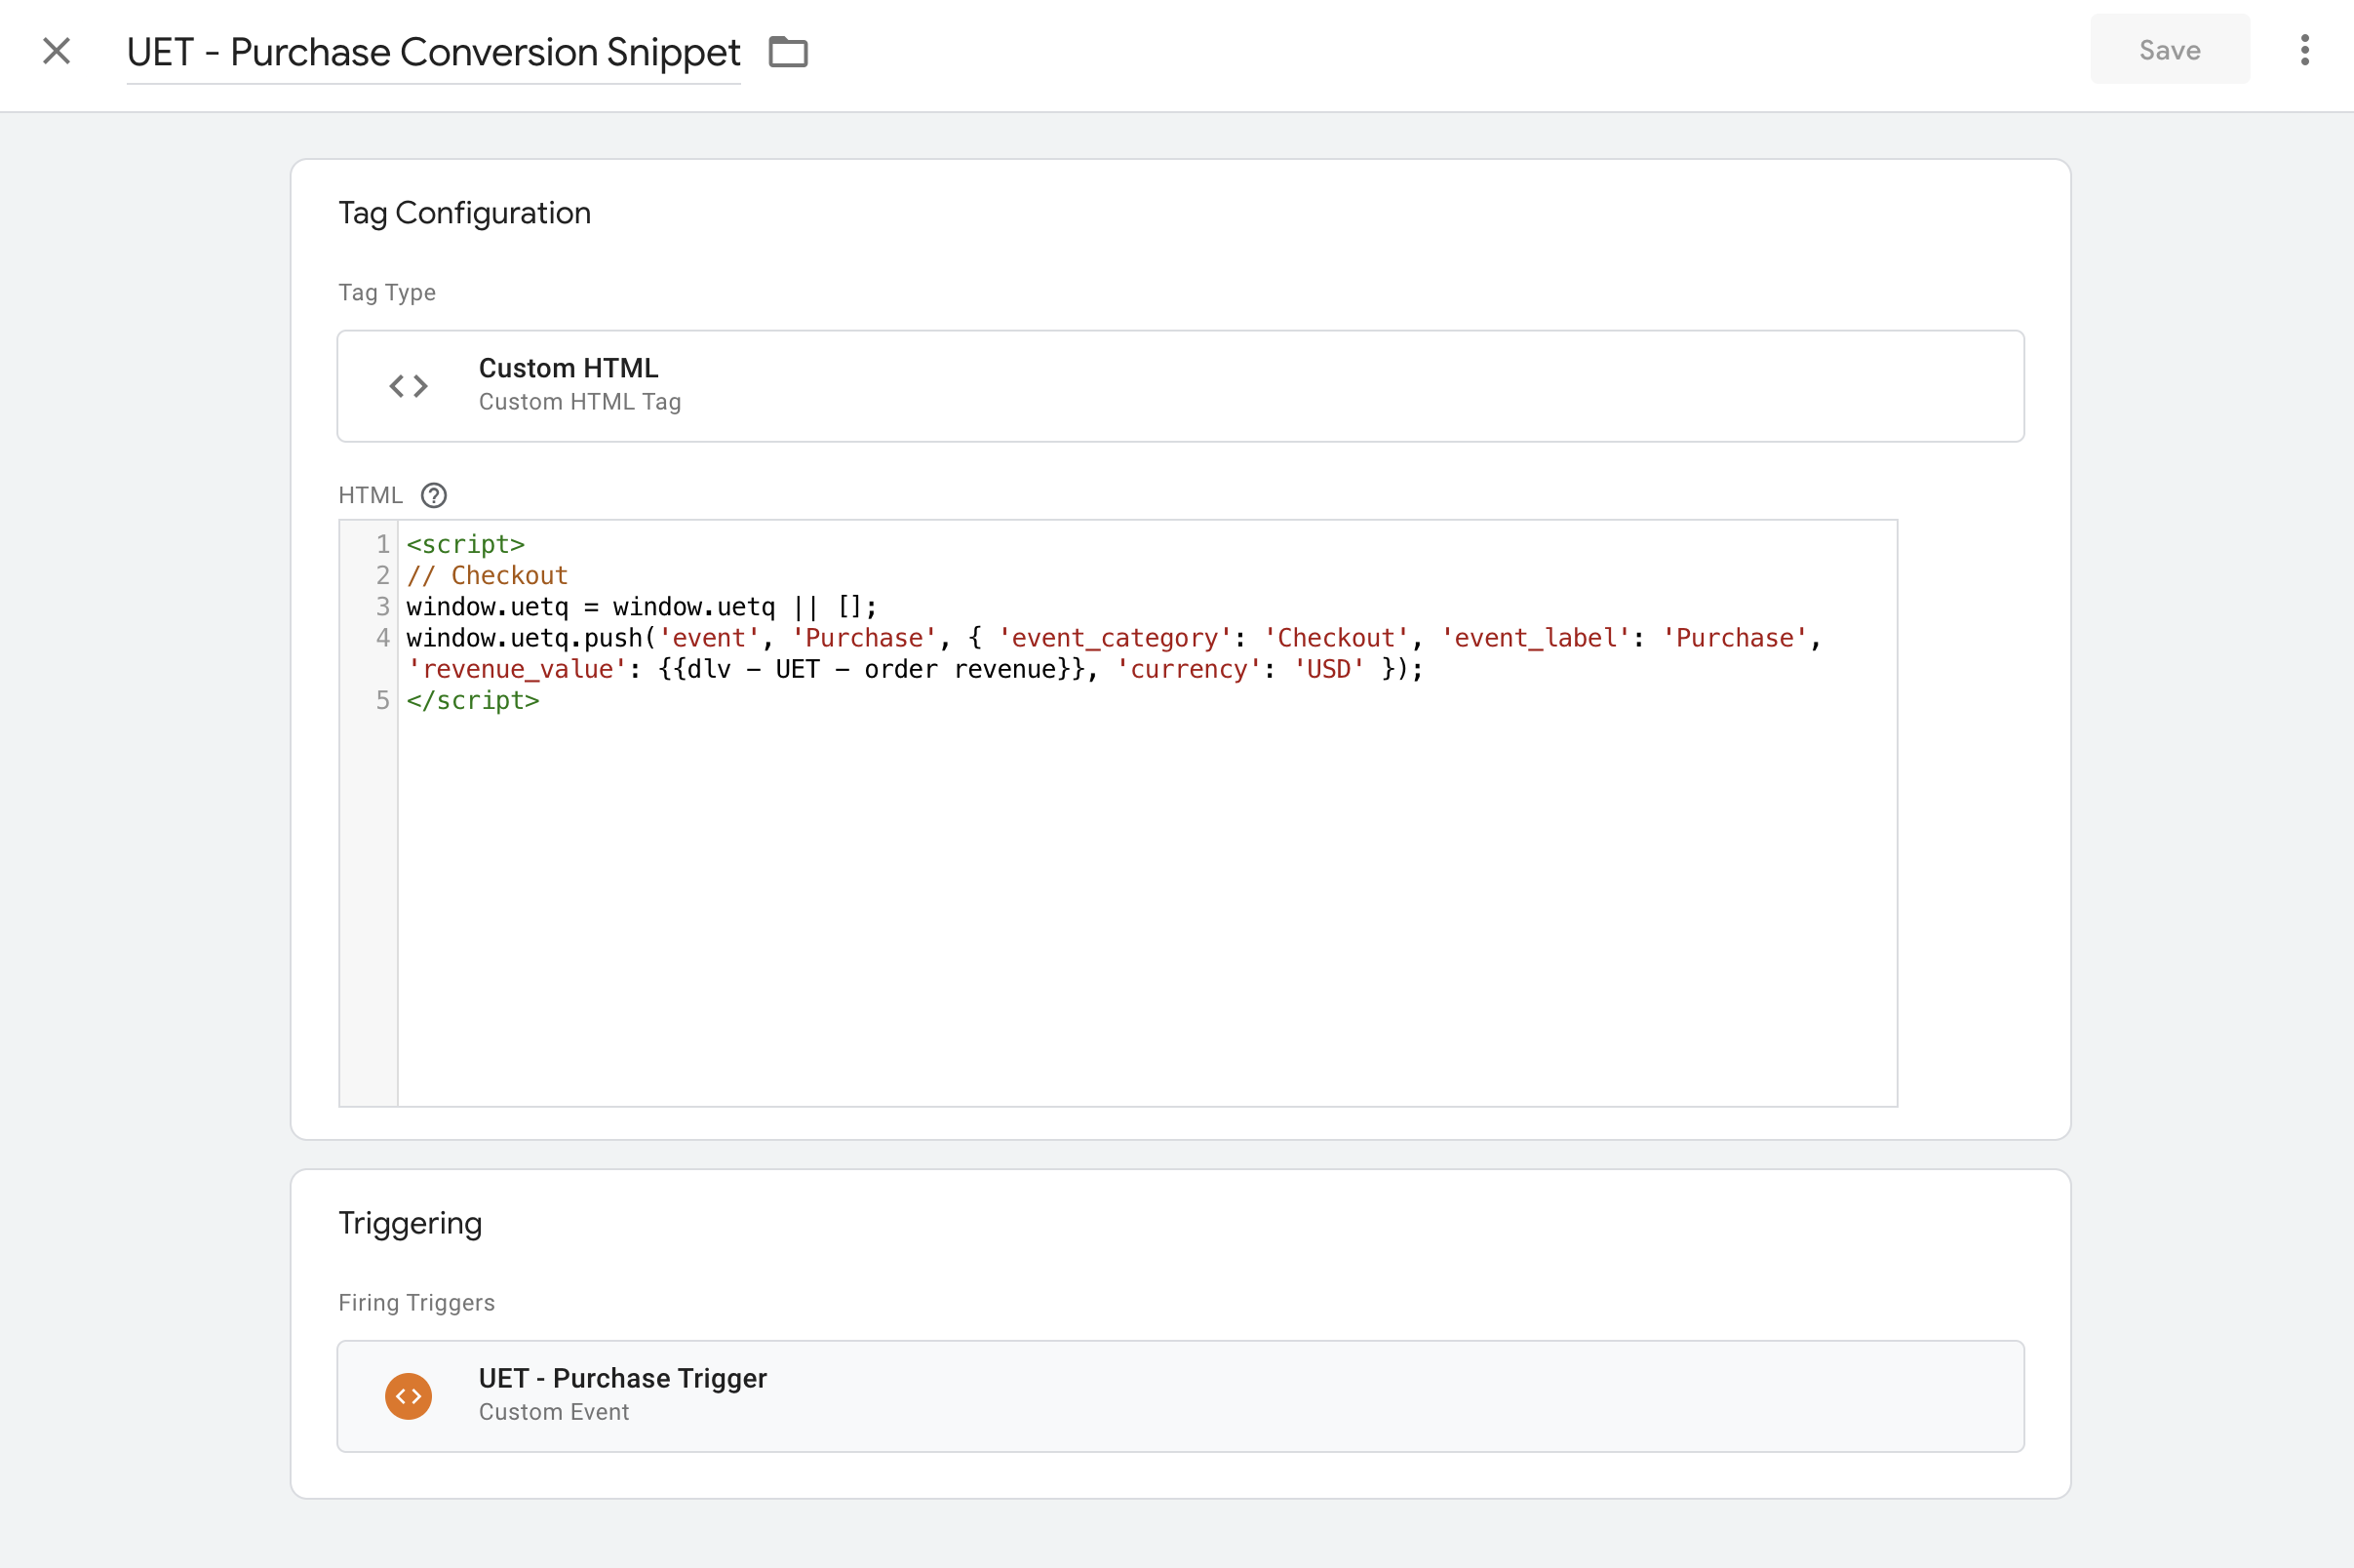 UET - Purchase Conversion Snippet
Save
Tag Configuration
Tag Type
Custom HTML
Custom HTML Tag
HTML
1 <script>
2 // Checkout
3 window.uetq = window.uetq || [];
4 window.uetq.push('event', 'Purchase', { 'event_category': 'Checkout', 'event_label': 'Purchase',
'revenue_value': {{dlv – UET – order revenue}}, 'currency': 'USD' });
5 </script>
Triggering
Firing Triggers
UET - Purchase Trigger
Custom Event